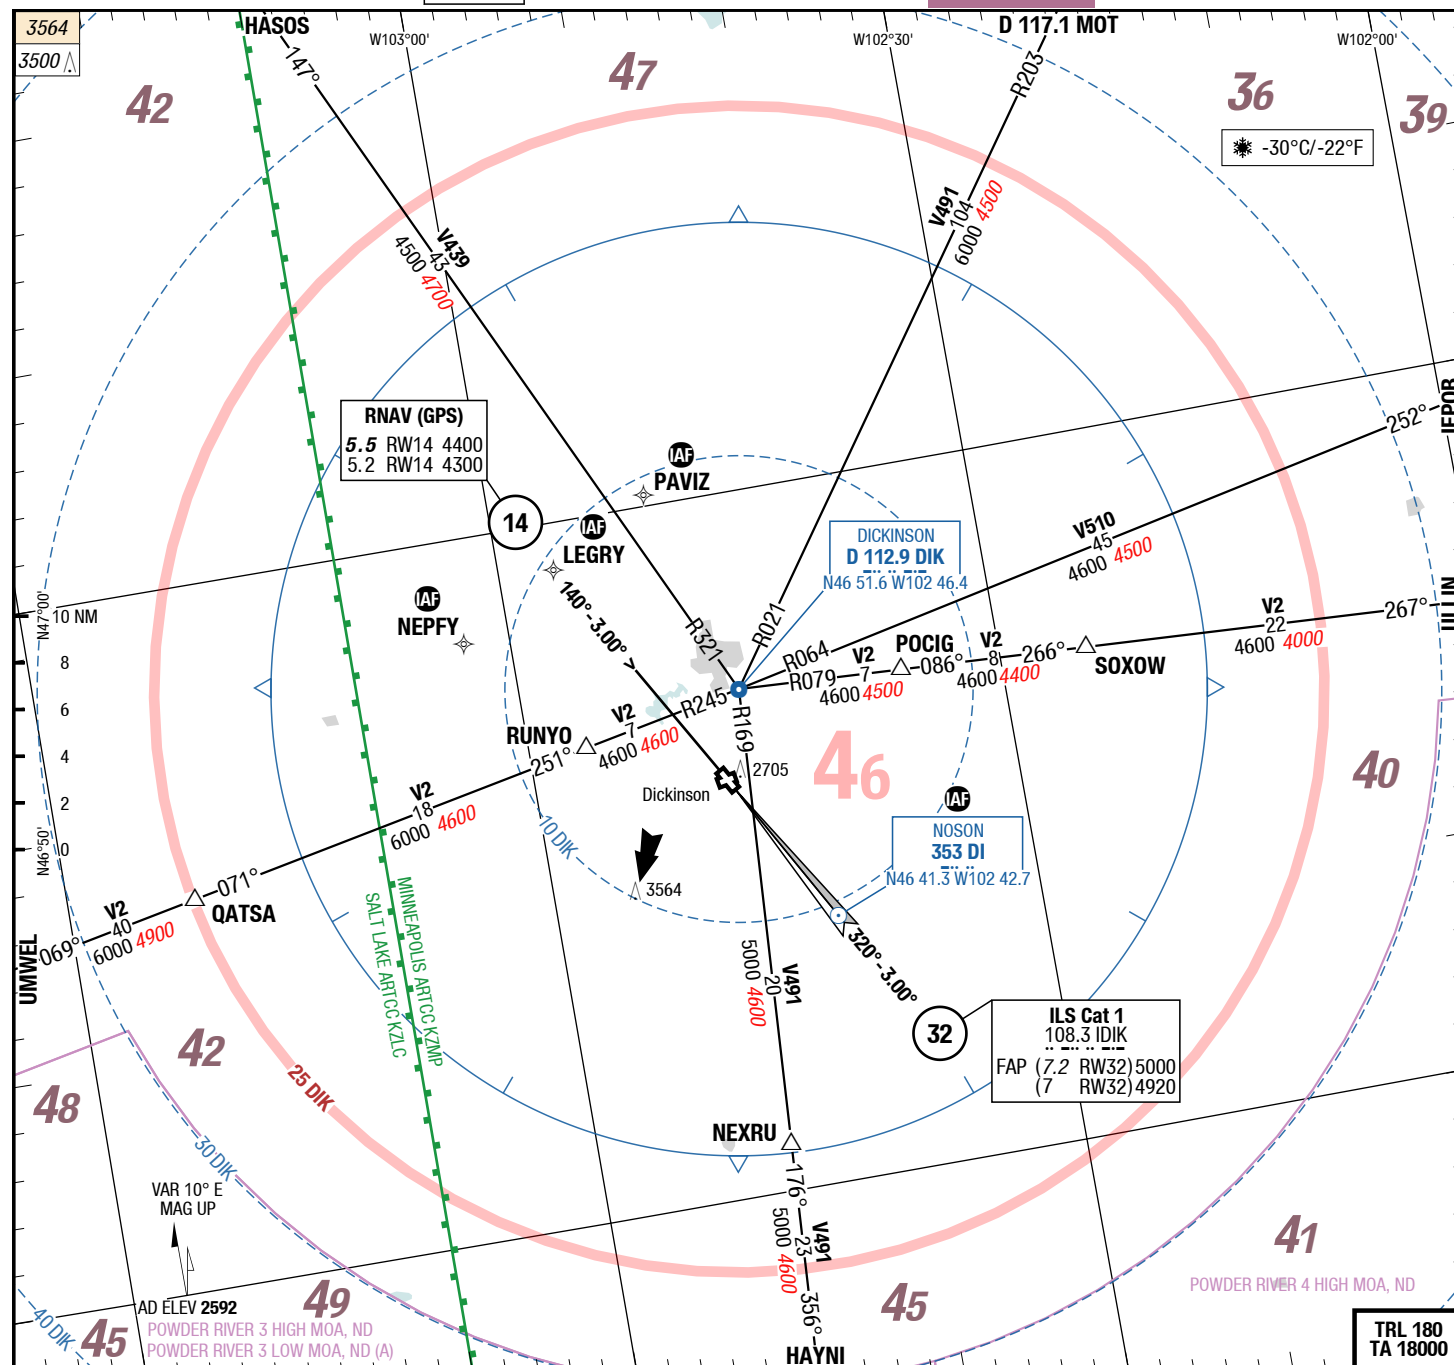 3564
3500
HASOS
W103°00'
W102°30'
D 117.1 MOT
W102°00'
147°
R203
42
47
36
39
-30°C/-22°F
V439
43
4500 4700
V491
104
6000 4500
RNAV (GPS)
5.5 RW14 4400
5.2 RW14 4300
14
IAF
PAVIZ
IAF
LEGRY
IAF
NEPFY
140°-3.00° >
DICKINSON
D 112.9 DIK
N46 51.6 W102 46.4
252°
V510
45
4600 4500
N47°00'
10 NM
8
6
4
2
0
N46°50'
R321
R021
R064
R079
R245
R169
V2
7
4600 4500
POCIG
086°
V2
8
4600 4400
266°
SOXOW
V2
22
4600 4000
267°
RUNYO
251°
V2
7
4600 4600
V2
18
6000 4600
071°
QATSA
V2
40
6000 4900
069°
UMWEL
2705
Dickinson
46
40
3564
10 DIK
IAF
NOSON
353 DI
N46 41.3 W102 42.7
320°-3.00°
32
ILS Cat 1
108.3 IDIK
FAP (7.2 RW32) 5000
(7 RW32) 4920
MINNEAPOLIS ARTCC KZMP
SALT LAKE ARTCC KZLC
V491
20
5000 4600
NEXRU
176°
V491
23
5000 4600
356°
HAYNI
42
48
25 DIK
30 DIK
40 DIK
VAR 10° E
MAG UP
AD ELEV 2592
49
45
POWDER RIVER 3 HIGH MOA, ND
POWDER RIVER 3 LOW MOA, ND (A)
45
41
POWDER RIVER 4 HIGH MOA, ND
TRL 180
TA 18000